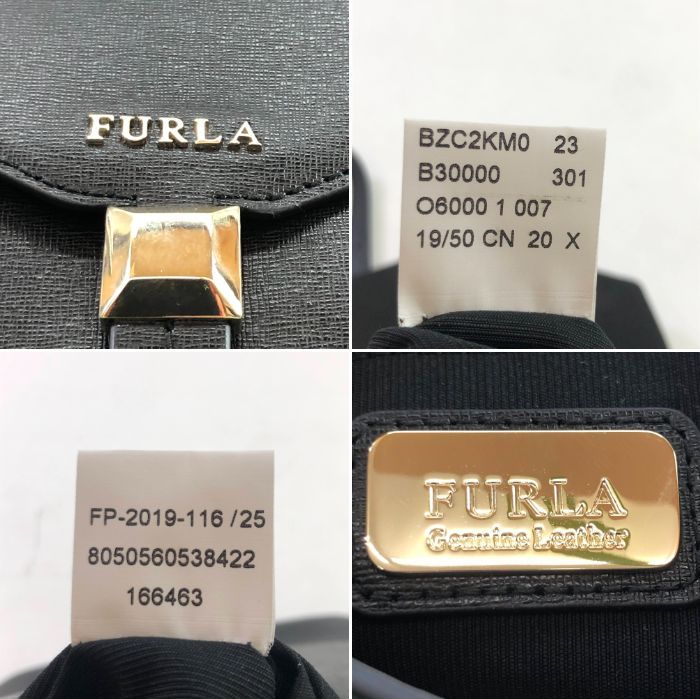 FURLA
BZC2KM0 23
B30000 301
O6000 1 007
19/50 CN 20 X
FP-2019-116 /25
8050560538422
166463
FURLA
Genuine Leather